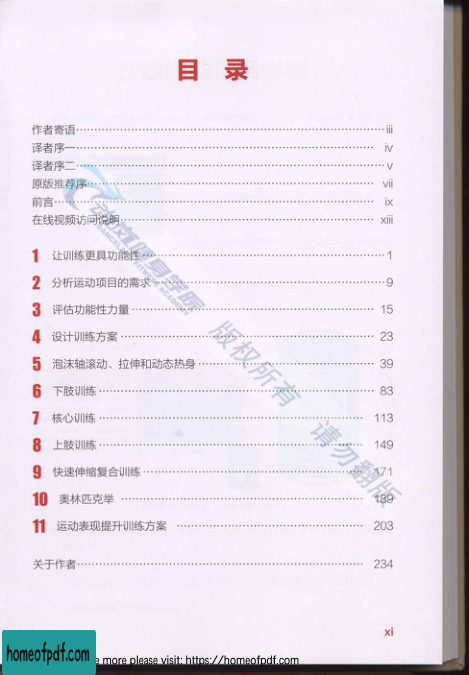 目 录
作者寄语 iii
译者序一 iv
译者序二 v
原版推荐序 vii
前言 ix
在线视频访问说明 xiii
1 让训练更具功能性 1
2 分析运动项目的需求 9
3 评估功能性力量 15
4 设计训练方案 23
5 泡沫轴滚动、拉伸和动态热身 39
6 下肢训练 83
7 核心训练 113
8 上肢训练 149
9 快速伸缩复合训练 171
10 奥林匹克举 189
11 运动表现提升训练方案 203
关于作者 234
版权所有 请勿翻版
xi
homeofpdf.com
more please visit: https://homeofpdf.com